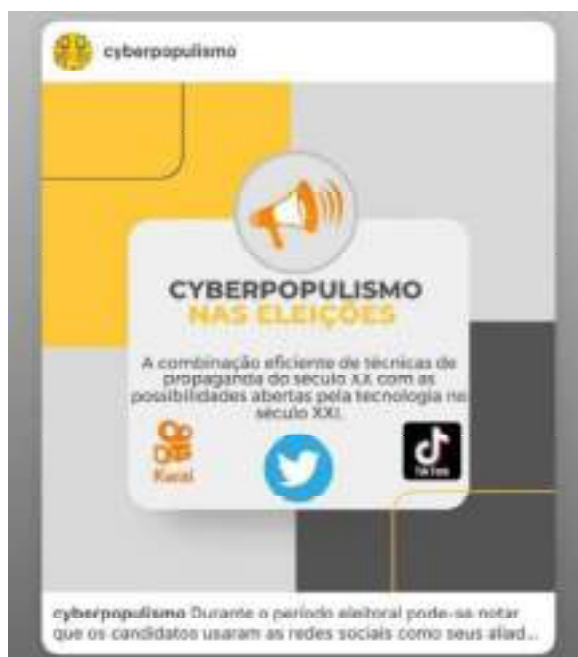 cyberpopulismo
CYBERPOPULISMO
NAS ELEIÇÕES
A combinação eficiente de técnicas de
propaganda do século XX com as
possibilidades abertas pela tecnologia no
século XXI.
Kwai
TikTok
cyberpopulismo Durante o período eleitoral pode-se notar
que os candidatos usaram as redes sociais como seus aliad...